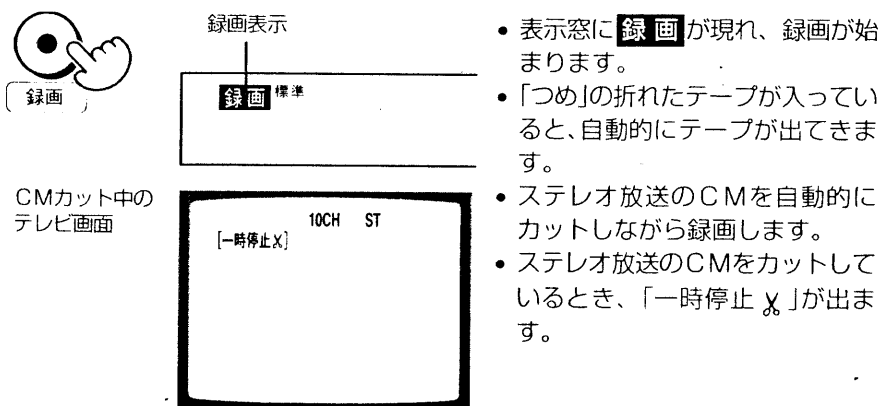 録画
録画表示
録 画 標準
CMカット中の
テレビ画面
10CH ST
[一時停止✂]
• 表示窓に 録 画 が現れ、録画が始
まります。
• 「つめ」の折れたテープが入ってい
ると、自動的にテープが出てきま
す。
• ステレオ放送のCMを自動的に
カットしながら録画します。
• ステレオ放送のCMをカットして
いるとき、「一時停止 ✂」が出ま
す。